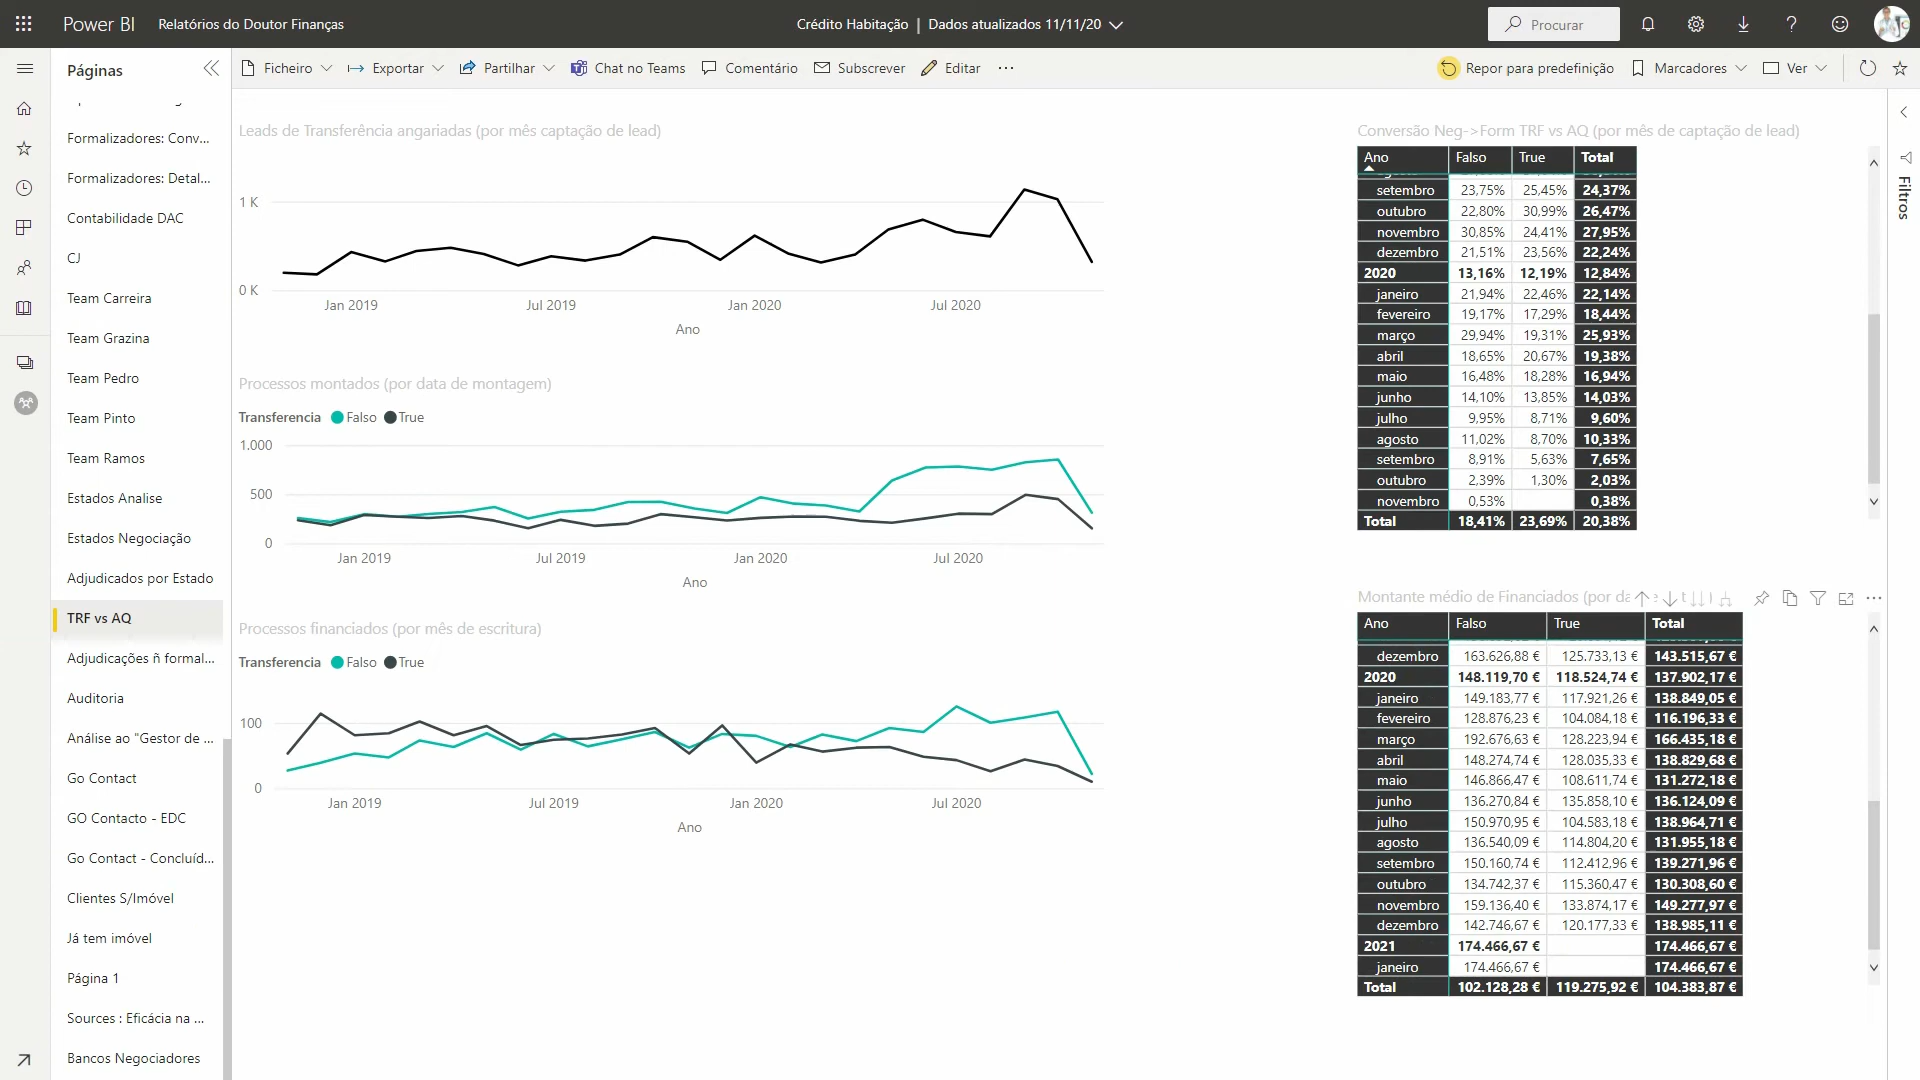 Power BI
Relatórios do Doutor Finanças
Crédito Habitação | Dados atualizados 11/11/20
Procurar
Páginas
Ficheiro
Exportar
Partilhar
Chat no Teams
Comentário
Subscrever
Editar
Repor para predefinição
Marcadores
Ver
Formalizadores: Conv...
Formalizadores: Detal...
Contabilidade DAC
CJ
Team Carreira
Team Grazina
Team Pedro
Team Pinto
Team Ramos
Estados Analise
Estados Negociação
Adjudicados por Estado
TRF vs AQ
Adjudicações ñ formal...
Auditoria
Análise ao "Gestor de ...
Go Contact
GO Contacto - EDC
Go Contact - Concluíd...
Clientes S/Imóvel
Já tem imóvel
Página 1
Sources : Eficácia na ...
Bancos Negociadores
Leads de Transferência angariadas (por mês captação de lead)
1 K
0 K
Jan 2019 Jul 2019 Jan 2020 Jul 2020
Ano
Processos montados (por data de montagem)
Transferencia Falso True
1.000
500
0
Jan 2019 Jul 2019 Jan 2020 Jul 2020
Ano
Processos financiados (por mês de escritura)
Transferencia Falso True
100
0
Jan 2019 Jul 2019 Jan 2020 Jul 2020
Ano
Conversão Neg->Form TRF vs AQ (por mês de captação de lead)
Ano Falso True Total
setembro 23,75% 25,45% 24,37%
outubro 22,80% 30,99% 26,47%
novembro 30,85% 24,41% 27,95%
dezembro 21,51% 23,56% 22,24%
2020 13,16% 12,19% 12,84%
janeiro 21,94% 22,46% 22,14%
fevereiro 19,17% 17,29% 18,44%
março 29,94% 19,31% 25,93%
abril 18,65% 20,67% 19,38%
maio 16,48% 18,28% 16,94%
junho 14,10% 13,85% 14,03%
julho 9,95% 8,71% 9,60%
agosto 11,02% 8,70% 10,33%
setembro 8,91% 5,63% 7,65%
outubro 2,39% 1,30% 2,03%
novembro 0,53% 0,38%
Total 18,41% 23,69% 20,38%
Montante médio de Financiados (por da
Ano Falso True Total
dezembro 163.626,88 € 125.733,13 € 143.515,67 €
2020 148.119,70 € 118.524,74 € 137.902,17 €
janeiro 149.183,77 € 117.921,26 € 138.849,05 €
fevereiro 128.876,23 € 104.084,18 € 116.196,33 €
março 192.676,63 € 128.223,94 € 166.435,18 €
abril 148.274,74 € 128.035,33 € 138.829,68 €
maio 146.866,47 € 108.611,74 € 131.272,18 €
junho 136.270,84 € 135.858,10 € 136.124,09 €
julho 150.970,95 € 104.583,18 € 138.964,71 €
agosto 136.540,09 € 114.804,20 € 131.955,18 €
setembro 150.160,74 € 112.412,96 € 139.271,96 €
outubro 134.742,37 € 115.360,47 € 130.308,60 €
novembro 159.136,40 € 133.874,17 € 149.277,97 €
dezembro 142.746,67 € 120.177,33 € 138.985,11 €
2021 174.466,67 € 174.466,67 €
janeiro 174.466,67 € 174.466,67 €
Total 102.128,28 € 119.275,92 € 104.383,87 €
Filtros